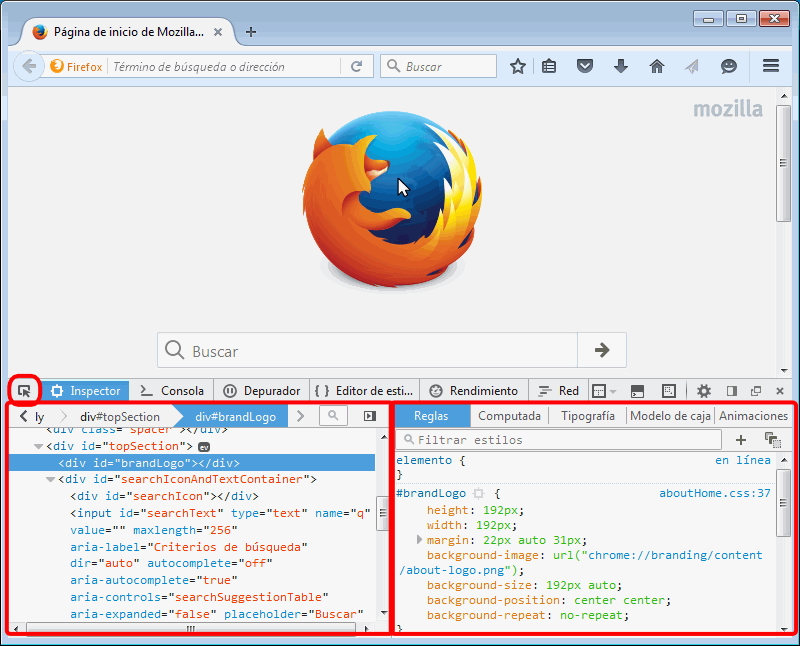 Página de inicio de Mozilla...
Firefox Término de búsqueda o dirección Buscar
mozilla
Buscar
Inspector Consola Depurador { } Editor de esti... Rendimiento Red
ly div#topSection div#brandLogo
<div class="spacer"></div>
<div id="topSection"> ev
<div id="brandLogo"></div>
<div id="searchIconAndTextContainer">
<div id="searchIcon"></div>
<input id="searchText" type="text" name="q"
value="" maxlength="256"
aria-label="Criterios de búsqueda"
dir="auto" autocomplete="off"
aria-autocomplete="true"
aria-controls="searchSuggestionTable"
aria-expanded="false" placeholder="Buscar"
Reglas Computada Tipografía Modelo de caja Animaciones
Filtrar estilos
elemento { en línea
}
#brandLogo { aboutHome.css:37
height: 192px;
width: 192px;
margin: 22px auto 31px;
background-image: url("chrome://branding/content
/about-logo.png");
background-size: 192px auto;
background-position: center center;
background-repeat: no-repeat;
}